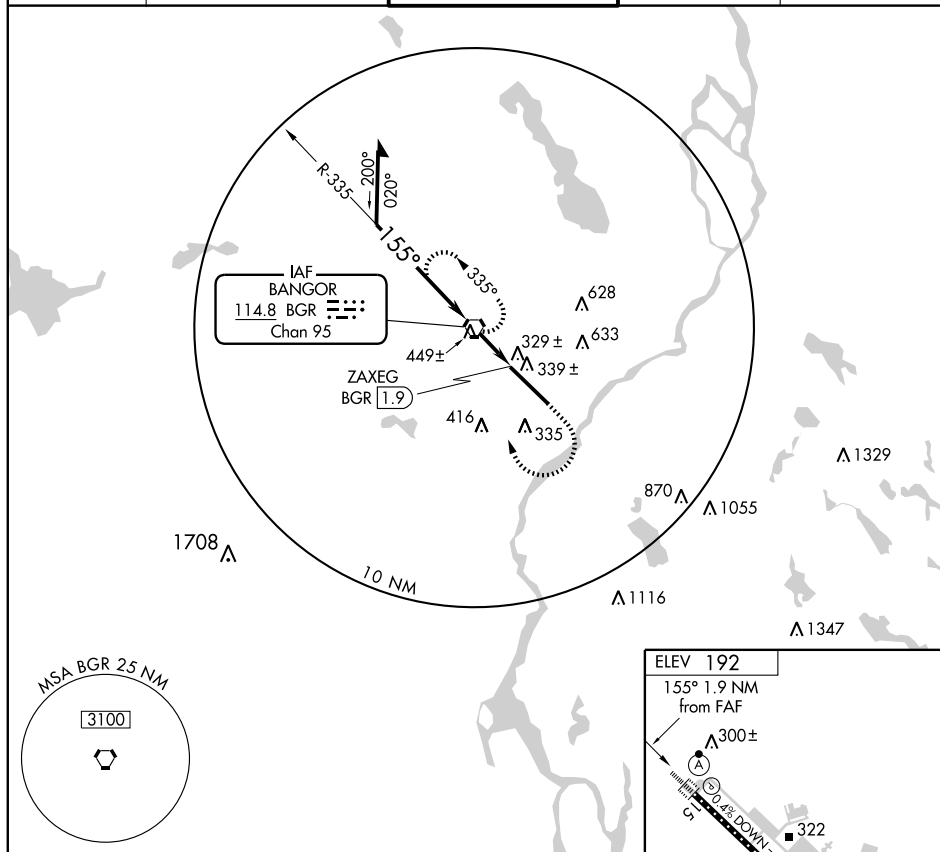 R-335
200°
020°
155°
335°
IAF
BANGOR
114.8 BGR
Chan 95
628
633
329 ±
339 ±
449±
ZAXEG
BGR 1.9
416
335
1329
870
1055
1708
10 NM
1116
1347
MSA BGR 25 NM
3100
ELEV 192
155° 1.9 NM
from FAF
300±
A
P
0.4% DOWN
15
322